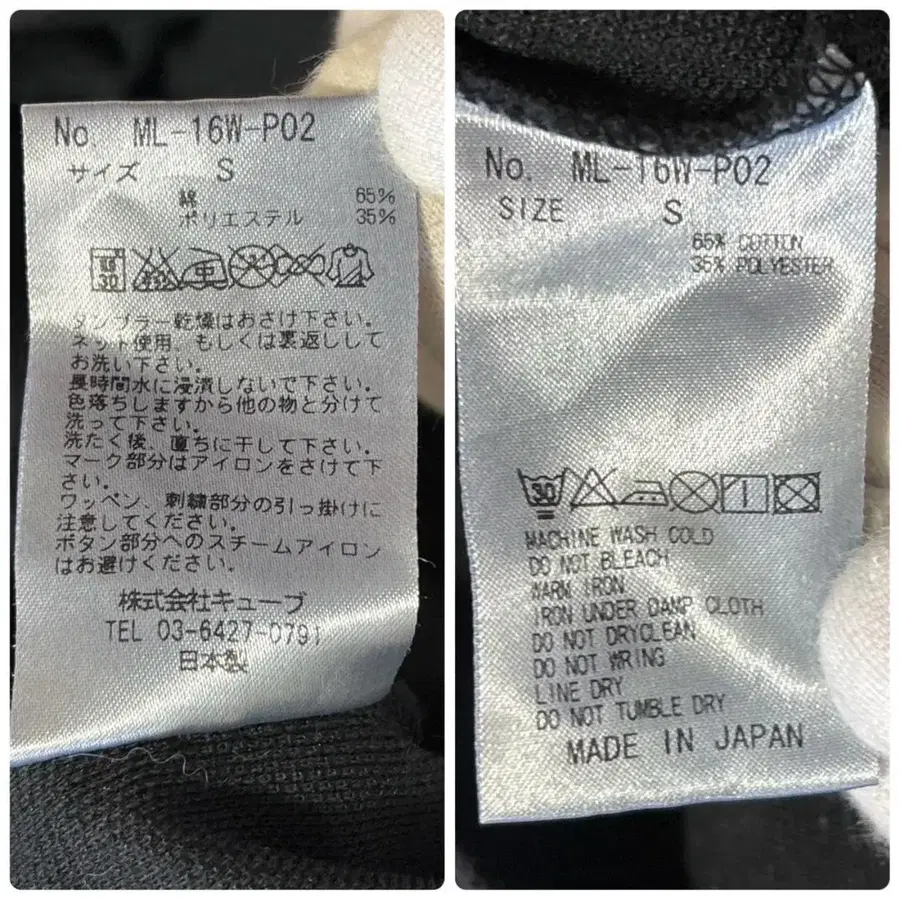 No. ML-16W-P02
サイズ S
綿 65%
ポリエステル 35%
タンブラー乾燥はおさけ下さい。
ネット使用、もしくは裏返しして
お洗い下さい。
長時間水に浸漬しないで下さい。
色落ちしますから他の物と分けて
洗って下さい。
洗たく後、直ちに干して下さい。
マーク部分はアイロンをさけて下
さい。
ワッペン、刺繍部分の引っ掛けに
注意してください。
ボタン部分へのスチームアイロン
はお避けください。
株式会社キューブ
TEL 03-6427-0791
日本製
No. ML-16W-P02
SIZE S
65% COTTON
35% POLYESTER
30
MACHINE WASH COLD
DO NOT BLEACH
WARM IRON
IRON UNDER DAMP CLOTH
DO NOT DRYCLEAN
DO NOT WRING
LINE DRY
DO NOT TUMBLE DRY
MADE IN JAPAN